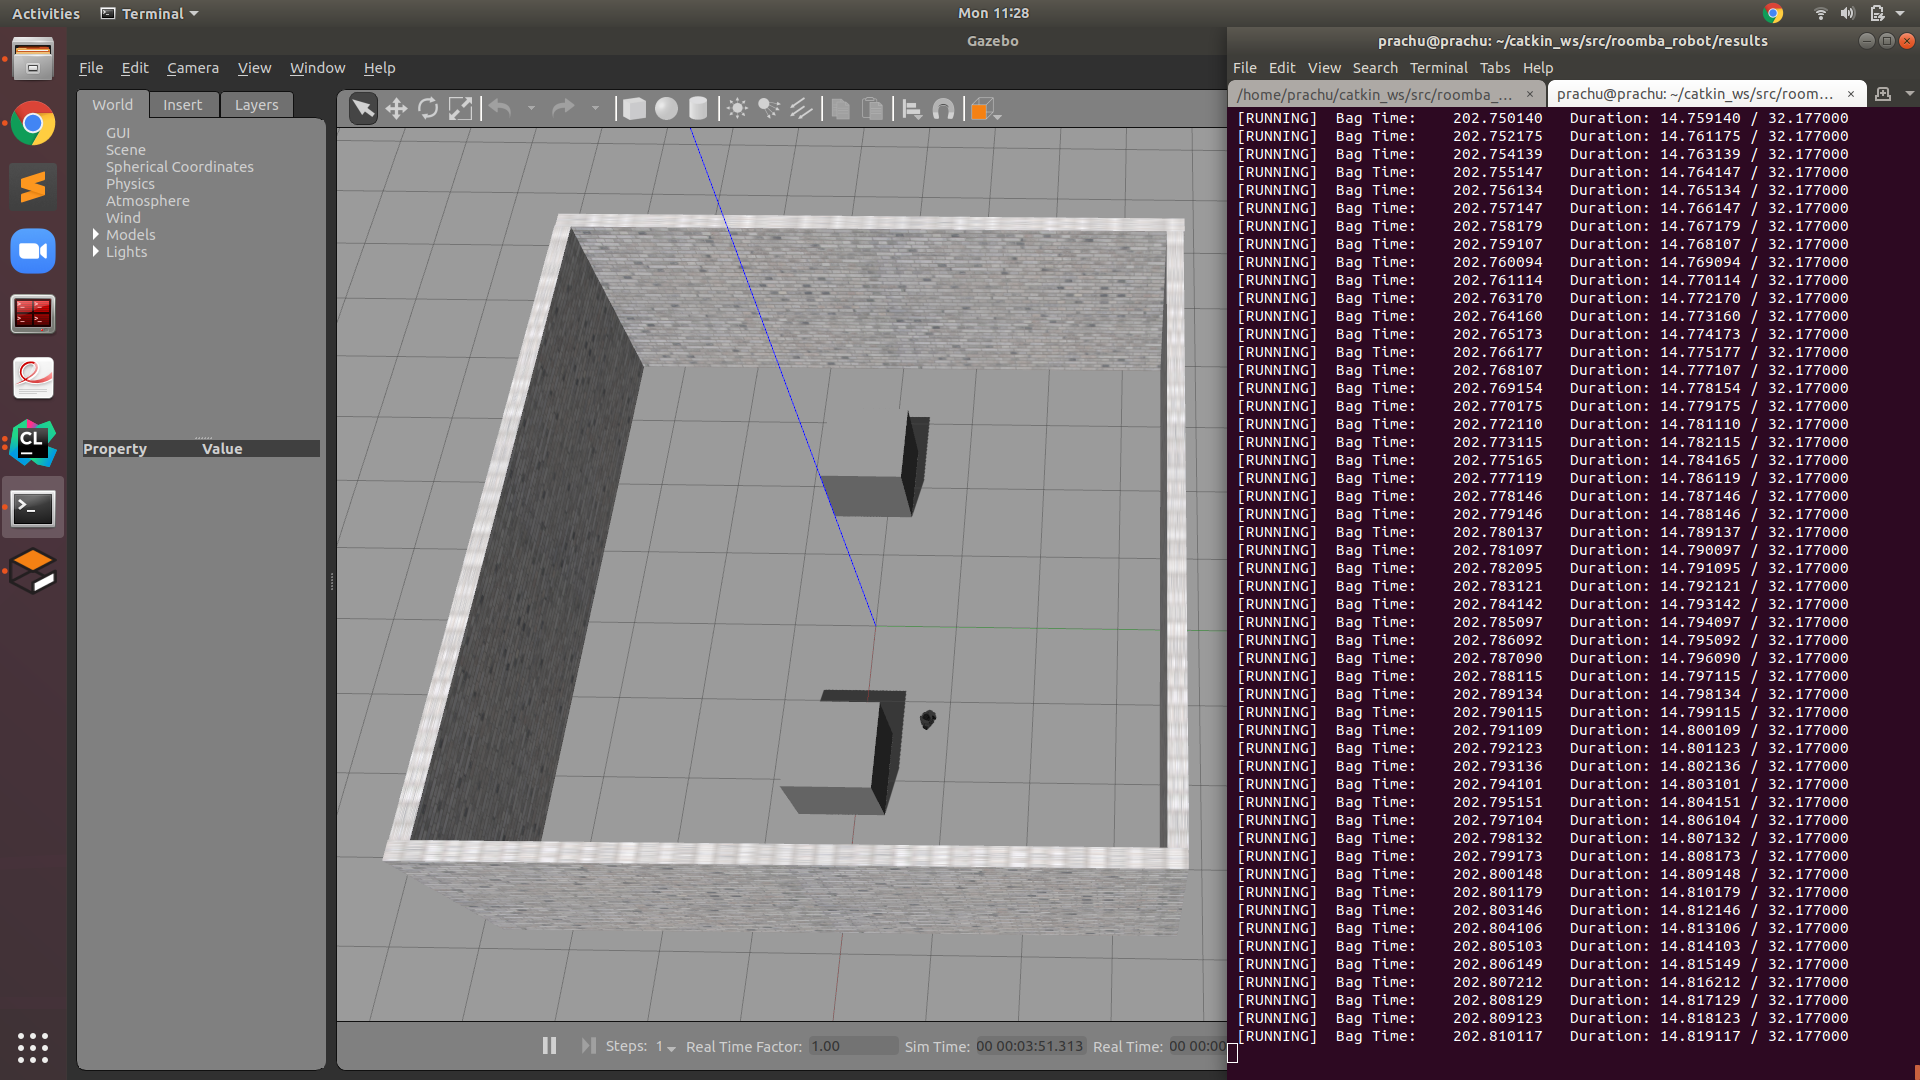 Activities Terminal Mon 11:28
Gazebo
File Edit Camera View Window Help
World Insert Layers
GUI
Scene
Spherical Coordinates
Physics
Atmosphere
Wind
Models
Lights
Property Value
CL
Steps: 1 Real Time Factor: 1.00 Sim Time: 00 00:03:51.313 Real Time: 00 00:00
prachu@prachu: ~/catkin_ws/src/roomba_robot/results
File Edit View Search Terminal Tabs Help
/home/prachu/catkin_ws/src/roomba_... × prachu@prachu: ~/catkin_ws/src/room... ×
[RUNNING] Bag Time: 202.750140 Duration: 14.759140 / 32.177000
[RUNNING] Bag Time: 202.752175 Duration: 14.761175 / 32.177000
[RUNNING] Bag Time: 202.754139 Duration: 14.763139 / 32.177000
[RUNNING] Bag Time: 202.755147 Duration: 14.764147 / 32.177000
[RUNNING] Bag Time: 202.756134 Duration: 14.765134 / 32.177000
[RUNNING] Bag Time: 202.757147 Duration: 14.766147 / 32.177000
[RUNNING] Bag Time: 202.758179 Duration: 14.767179 / 32.177000
[RUNNING] Bag Time: 202.759107 Duration: 14.768107 / 32.177000
[RUNNING] Bag Time: 202.760094 Duration: 14.769094 / 32.177000
[RUNNING] Bag Time: 202.761114 Duration: 14.770114 / 32.177000
[RUNNING] Bag Time: 202.763170 Duration: 14.772170 / 32.177000
[RUNNING] Bag Time: 202.764160 Duration: 14.773160 / 32.177000
[RUNNING] Bag Time: 202.765173 Duration: 14.774173 / 32.177000
[RUNNING] Bag Time: 202.766177 Duration: 14.775177 / 32.177000
[RUNNING] Bag Time: 202.768107 Duration: 14.777107 / 32.177000
[RUNNING] Bag Time: 202.769154 Duration: 14.778154 / 32.177000
[RUNNING] Bag Time: 202.770175 Duration: 14.779175 / 32.177000
[RUNNING] Bag Time: 202.772110 Duration: 14.781110 / 32.177000
[RUNNING] Bag Time: 202.773115 Duration: 14.782115 / 32.177000
[RUNNING] Bag Time: 202.775165 Duration: 14.784165 / 32.177000
[RUNNING] Bag Time: 202.777119 Duration: 14.786119 / 32.177000
[RUNNING] Bag Time: 202.778146 Duration: 14.787146 / 32.177000
[RUNNING] Bag Time: 202.779146 Duration: 14.788146 / 32.177000
[RUNNING] Bag Time: 202.780137 Duration: 14.789137 / 32.177000
[RUNNING] Bag Time: 202.781097 Duration: 14.790097 / 32.177000
[RUNNING] Bag Time: 202.782095 Duration: 14.791095 / 32.177000
[RUNNING] Bag Time: 202.783121 Duration: 14.792121 / 32.177000
[RUNNING] Bag Time: 202.784142 Duration: 14.793142 / 32.177000
[RUNNING] Bag Time: 202.785097 Duration: 14.794097 / 32.177000
[RUNNING] Bag Time: 202.786092 Duration: 14.795092 / 32.177000
[RUNNING] Bag Time: 202.787090 Duration: 14.796090 / 32.177000
[RUNNING] Bag Time: 202.788115 Duration: 14.797115 / 32.177000
[RUNNING] Bag Time: 202.789134 Duration: 14.798134 / 32.177000
[RUNNING] Bag Time: 202.790115 Duration: 14.799115 / 32.177000
[RUNNING] Bag Time: 202.791109 Duration: 14.800109 / 32.177000
[RUNNING] Bag Time: 202.792123 Duration: 14.801123 / 32.177000
[RUNNING] Bag Time: 202.793136 Duration: 14.802136 / 32.177000
[RUNNING] Bag Time: 202.794101 Duration: 14.803101 / 32.177000
[RUNNING] Bag Time: 202.795151 Duration: 14.804151 / 32.177000
[RUNNING] Bag Time: 202.797104 Duration: 14.806104 / 32.177000
[RUNNING] Bag Time: 202.798132 Duration: 14.807132 / 32.177000
[RUNNING] Bag Time: 202.799173 Duration: 14.808173 / 32.177000
[RUNNING] Bag Time: 202.800148 Duration: 14.809148 / 32.177000
[RUNNING] Bag Time: 202.801179 Duration: 14.810179 / 32.177000
[RUNNING] Bag Time: 202.803146 Duration: 14.812146 / 32.177000
[RUNNING] Bag Time: 202.804106 Duration: 14.813106 / 32.177000
[RUNNING] Bag Time: 202.805103 Duration: 14.814103 / 32.177000
[RUNNING] Bag Time: 202.806149 Duration: 14.815149 / 32.177000
[RUNNING] Bag Time: 202.807212 Duration: 14.816212 / 32.177000
[RUNNING] Bag Time: 202.808129 Duration: 14.817129 / 32.177000
[RUNNING] Bag Time: 202.809123 Duration: 14.818123 / 32.177000
[RUNNING] Bag Time: 202.810117 Duration: 14.819117 / 32.177000